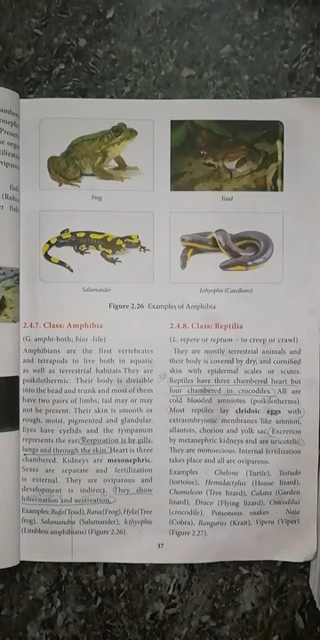 Frog
Toad
Salamander
Icthyophis (Caecilians)
Figure 2.26 Examples of Amphibia
2.4.7. Class: Amphibia
(G. amphi-both; bios -life)
Amphibians are the first vertebrates
and tetrapods to live both in aquatic
as well as terrestrial habitats. They are
poikilothermic. Their body is divisible
into the head and trunk and most of them
have two pairs of limbs; tail may or may
not be present. Their skin is smooth or
rough, moist, pigmented and glandular.
Eyes have eyelids and the tympanum
represents the ear. Respiration is by gills,
lungs and through the skin. Heart is three
chambered. Kidneys are mesonephric.
Sexes are separate and fertilization
is external. They are oviparous and
development is indirect. They show
hibernation and aestivation.
Examples: Bufo (Toad), Rana (Frog), Hyla (Tree
frog), Salamandra (Salamander), Icthyophis
(Limbless amphibians) (Figure 2.26).
2.4.8. Class: Reptilia
(L. repere or reptum – to creep or crawl)
They are mostly terrestrial animals and
their body is covered by dry, and cornified
skin with epidermal scales or scutes.
Reptiles have three chambered heart but
four chambered in crocodiles. All are
cold blooded amniotes (poikilotherms).
Most reptiles lay cleidoic eggs with
extraembryonic membranes like amnion,
allantois, chorion and yolk sac. Excretion
by metanephric kidneys and are uricotelic.
They are monoecious. Internal fertilization
takes place and all are oviparous.
Examples : Chelone (Turtle), Testudo
(tortoise), Hemidactylus (House lizard),
Chameleon (Tree lizard), Calotes (Garden
lizard), Draco (Flying lizard), Crocodilus
(crocodile), Poisonous snakes - Naja
(Cobra), Bangarus (Krait), Vipera (Viper)
(Figure 2.27).
37